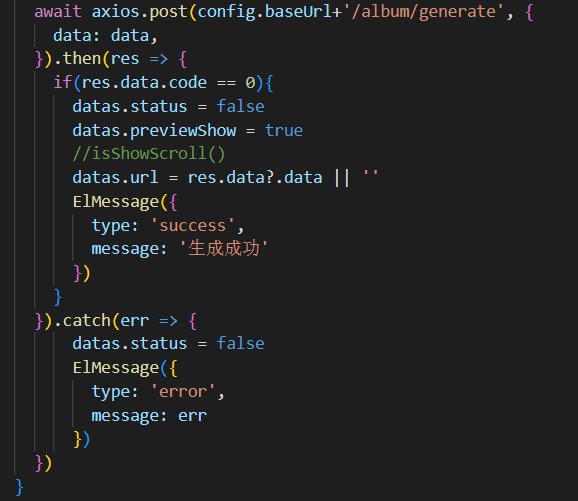 await axios.post(config.baseUrl+'/album/generate', {
data: data,
}).then(res => {
if(res.data.code == 0){
datas.status = false
datas.previewShow = true
//isShowScroll()
datas.url = res.data?.data || ''
ElMessage({
type: 'success',
message: '生成成功'
})
}
}).catch(err => {
datas.status = false
ElMessage({
type: 'error',
message: err
})
})
}